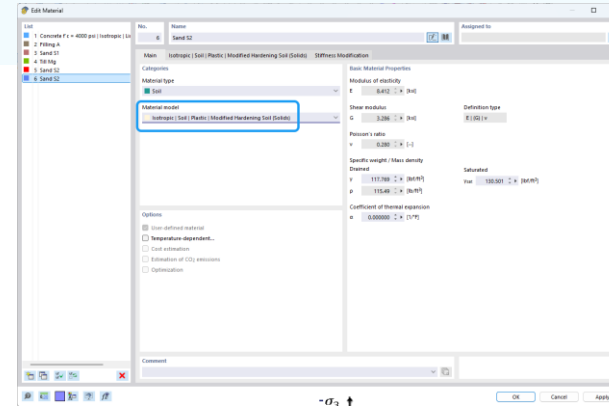 Edit Material
List
1 Concrete f'c = 4000 psi | Isotropic | Li
2 Filling A
3 Sand S1
4 Till Mg
5 Sand S2
6 Sand S2
No.
6
Name
Sand S2
Assigned to
Main
Isotropic | Soil | Plastic | Modified Hardening Soil (Solids)
Stiffness Modification
Categories
Material type
Soil
Material model
Isotropic | Soil | Plastic | Modified Hardening Soil (Solids)
Options
User-defined material
Temperature-dependent...
Cost estimation
Estimation of CO₂ emissions
Optimization
Basic Material Properties
Modulus of elasticity
E 8.412 [ksi]
Shear modulus
G 3.286 [ksi]
Definition type
E | (G) | ν
Poisson's ratio
ν 0.280 [--]
Specific weight / Mass density
Drained
γ 117.769 [lbf/ft³]
ρ 115.49 [lb/ft³]
Saturated
γsat 130.501 [lbf/ft³]
Coefficient of thermal expansion
α 0.000000 [1/°F]
Comment
OK
Cancel
Apply
-σ3